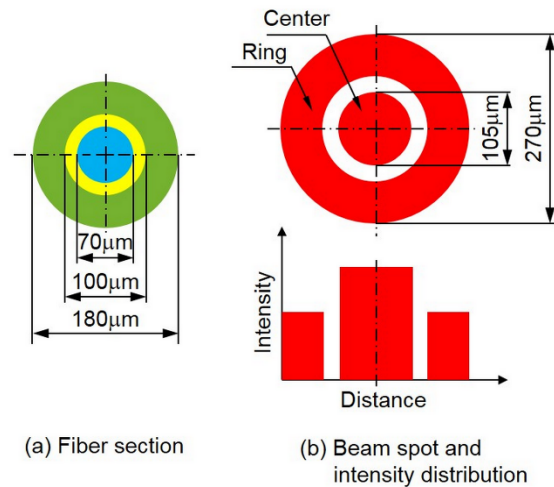 Center
Ring
105μm
270μm
70μm
100μm
180μm
Intensity
Distance
(a) Fiber section
(b) Beam spot and
intensity distribution